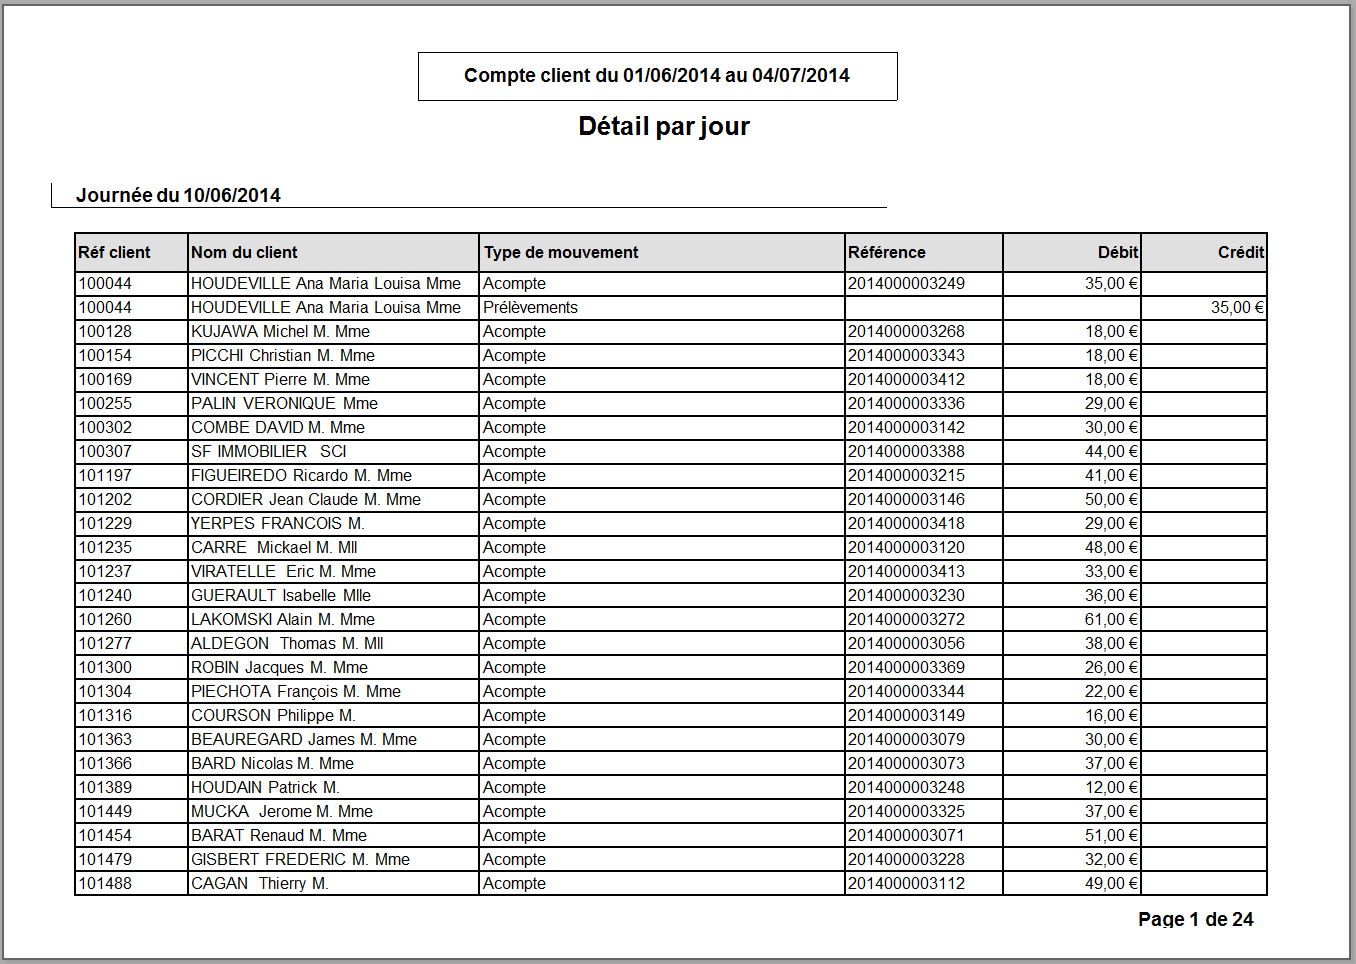 Compte client du 01/06/2014 au 04/07/2014
Détail par jour
Journée du 10/06/2014
Réf client Nom du client Type de mouvement Référence Débit Crédit
100044 HOUDEVILLE Ana Maria Louisa Mme Acompte 2014000003249 35,00 €
100044 HOUDEVILLE Ana Maria Louisa Mme Prélèvements 35,00 €
100128 KUJAWA Michel M. Mme Acompte 2014000003268 18,00 €
100154 PICCHI Christian M. Mme Acompte 2014000003343 18,00 €
100169 VINCENT Pierre M. Mme Acompte 2014000003412 18,00 €
100255 PALIN VERONIQUE Mme Acompte 2014000003336 29,00 €
100302 COMBE DAVID M. Mme Acompte 2014000003142 30,00 €
100307 SF IMMOBILIER SCI Acompte 2014000003388 44,00 €
101197 FIGUEIREDO Ricardo M. Mme Acompte 2014000003215 41,00 €
101202 CORDIER Jean Claude M. Mme Acompte 2014000003146 50,00 €
101229 YERPES FRANCOIS M. Acompte 2014000003418 29,00 €
101235 CARRE Mickael M. Mll Acompte 2014000003120 48,00 €
101237 VIRATELLE Eric M. Mme Acompte 2014000003413 33,00 €
101240 GUERAULT Isabelle Mlle Acompte 2014000003230 36,00 €
101260 LAKOMSKI Alain M. Mme Acompte 2014000003272 61,00 €
101277 ALDEGON Thomas M. Mll Acompte 2014000003056 38,00 €
101300 ROBIN Jacques M. Mme Acompte 2014000003369 26,00 €
101304 PIECHOTA François M. Mme Acompte 2014000003344 22,00 €
101316 COURSON Philippe M. Acompte 2014000003149 16,00 €
101363 BEAUREGARD James M. Mme Acompte 2014000003079 30,00 €
101366 BARD Nicolas M. Mme Acompte 2014000003073 37,00 €
101389 HOUDAIN Patrick M. Acompte 2014000003248 12,00 €
101449 MUCKA Jerome M. Mme Acompte 2014000003325 37,00 €
101454 BARAT Renaud M. Mme Acompte 2014000003071 51,00 €
101479 GISBERT FREDERIC M. Mme Acompte 2014000003228 32,00 €
101488 CAGAN Thierry M. Acompte 2014000003112 49,00 €
Page 1 de 24